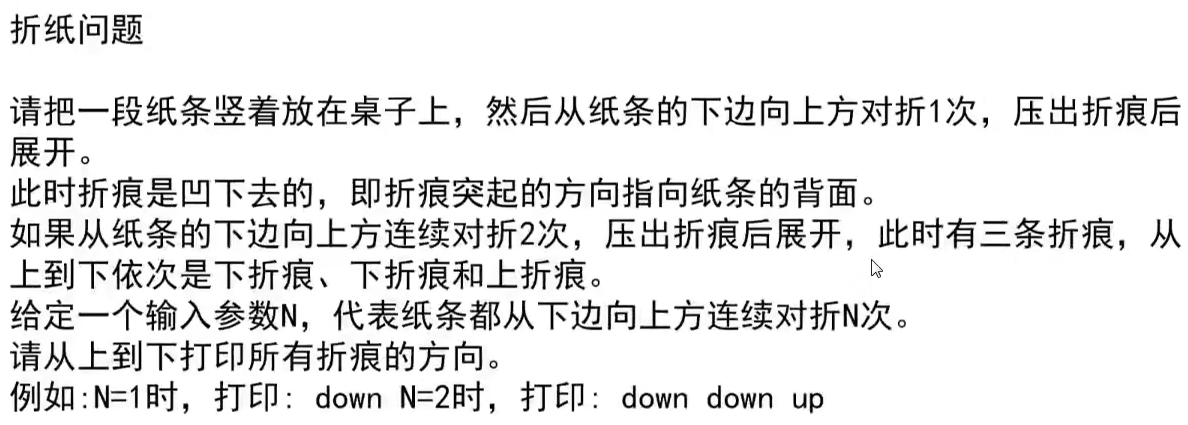 折纸问题
请把一段纸条竖着放在桌子上，然后从纸条的下边向上方对折1次，压出折痕后
展开。
此时折痕是凹下去的，即折痕突起的方向指向纸条的背面。
如果从纸条的下边向上方连续对折2次，压出折痕后展开，此时有三条折痕，从
上到下依次是下折痕、下折痕和上折痕。
给定一个输入参数N，代表纸条都从下边向上方连续对折N次。
请从上到下打印所有折痕的方向。
例如:N=1时，打印: down N=2时，打印: down down up